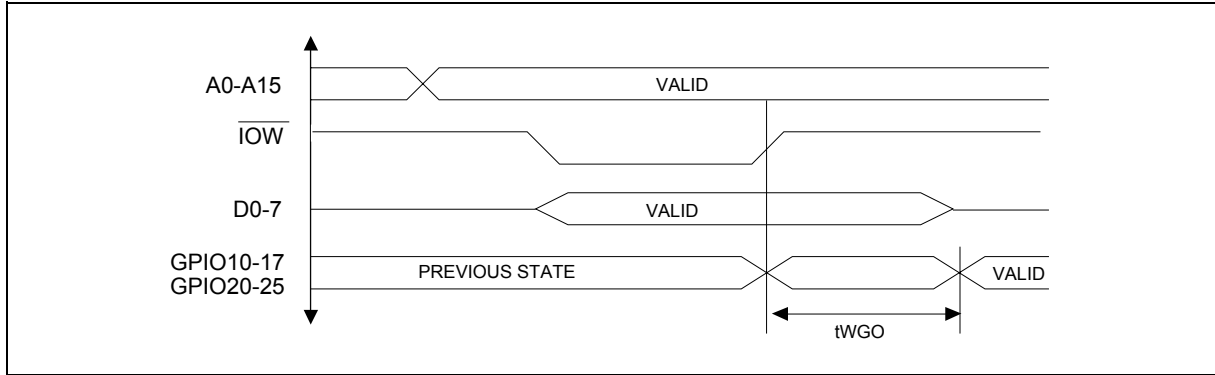 A0-A15
VALID
IOW
D0-7
VALID
GPIO10-17
GPIO20-25
PREVIOUS STATE
VALID
tWGO